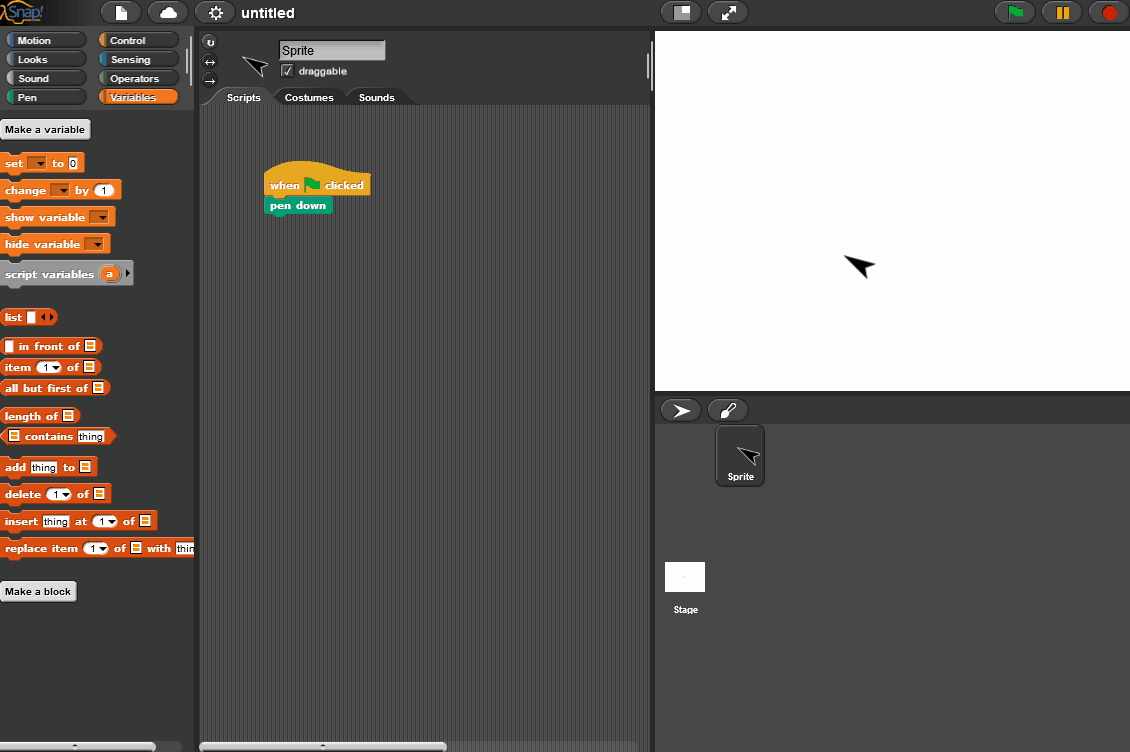 Snap!
untitled
Motion
Control
Looks
Sensing
Sound
Operators
Pen
Variables
Make a variable
set to 0
change by 1
show variable
hide variable
script variables a
list
in front of
item 1 of
all but first of
length of
contains thing
add thing to
delete 1 of
insert thing at 1 of
replace item 1 of with thin
Make a block
Sprite
draggable
Scripts
Costumes
Sounds
when clicked
pen down
Sprite
Stage